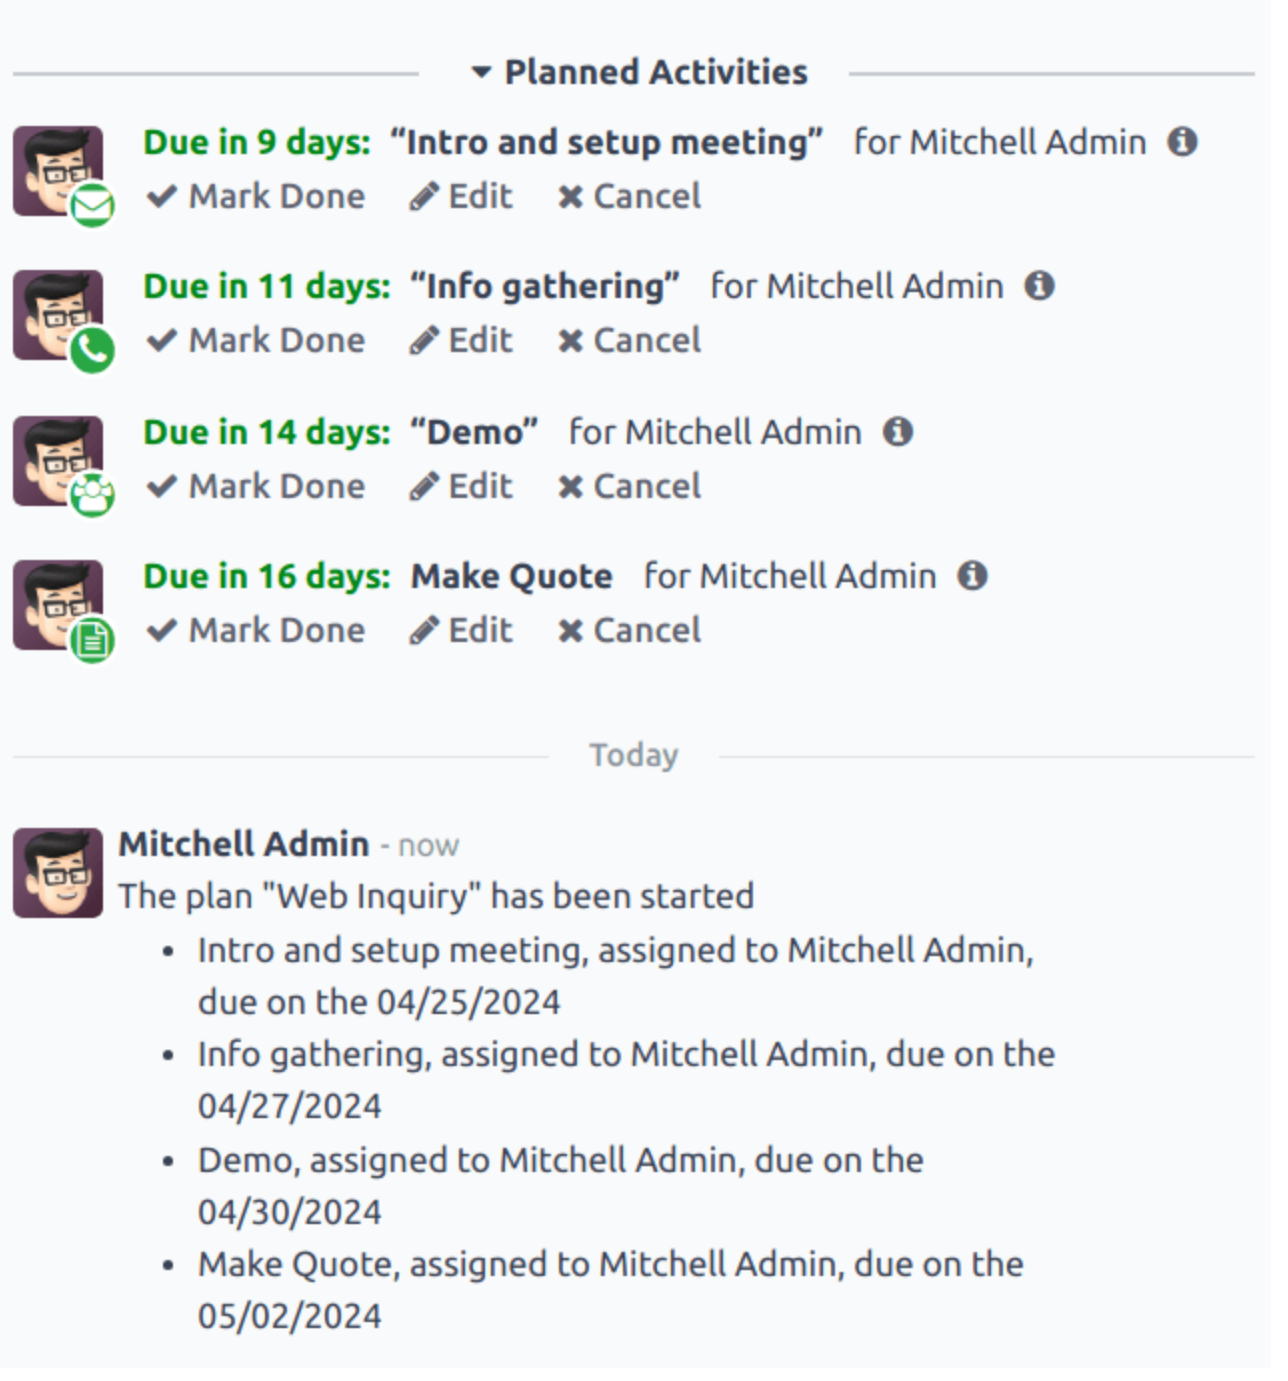 Planned Activities
Due in 9 days: “Intro and setup meeting” for Mitchell Admin
Mark Done Edit Cancel
Due in 11 days: “Info gathering” for Mitchell Admin
Mark Done Edit Cancel
Due in 14 days: “Demo” for Mitchell Admin
Mark Done Edit Cancel
Due in 16 days: Make Quote for Mitchell Admin
Mark Done Edit Cancel
Today
Mitchell Admin - now
The plan "Web Inquiry" has been started
• Intro and setup meeting, assigned to Mitchell Admin,
due on the 04/25/2024
• Info gathering, assigned to Mitchell Admin, due on the
04/27/2024
• Demo, assigned to Mitchell Admin, due on the
04/30/2024
• Make Quote, assigned to Mitchell Admin, due on the
05/02/2024